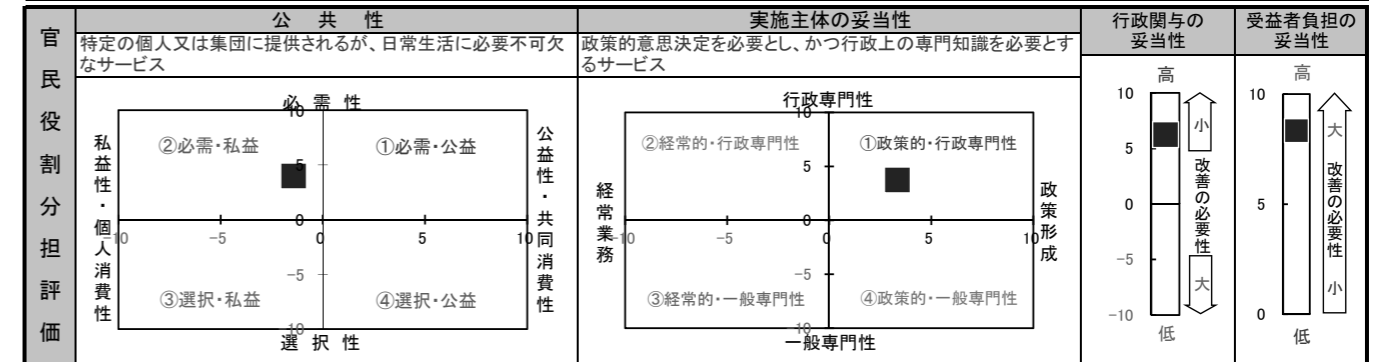 官民役割分担評価
公共性
特定の個人又は集団に提供されるが、日常生活に必要不可欠
なサービス
必需性
10
②必需・私益
①必需・公益
5
私益性・個人消費性
公益性・共同消費性
0
-10
-5
0
5
10
-5
③選択・私益
④選択・公益
-10
選択性
実施主体の妥当性
政策的意思決定を必要とし、かつ行政上の専門知識を必要とす
るサービス
行政専門性
10
②経常的・行政専門性
①政策的・行政専門性
5
経常業務
政策形成
0
-10
-5
0
5
10
-5
③経常的・一般専門性
④政策的・一般専門性
-10
一般専門性
行政関与の
妥当性
高
10
5
0
-5
-10
小
改善の必要性
大
低
受益者負担の
妥当性
高
10
5
0
大
改善の必要性
小
低